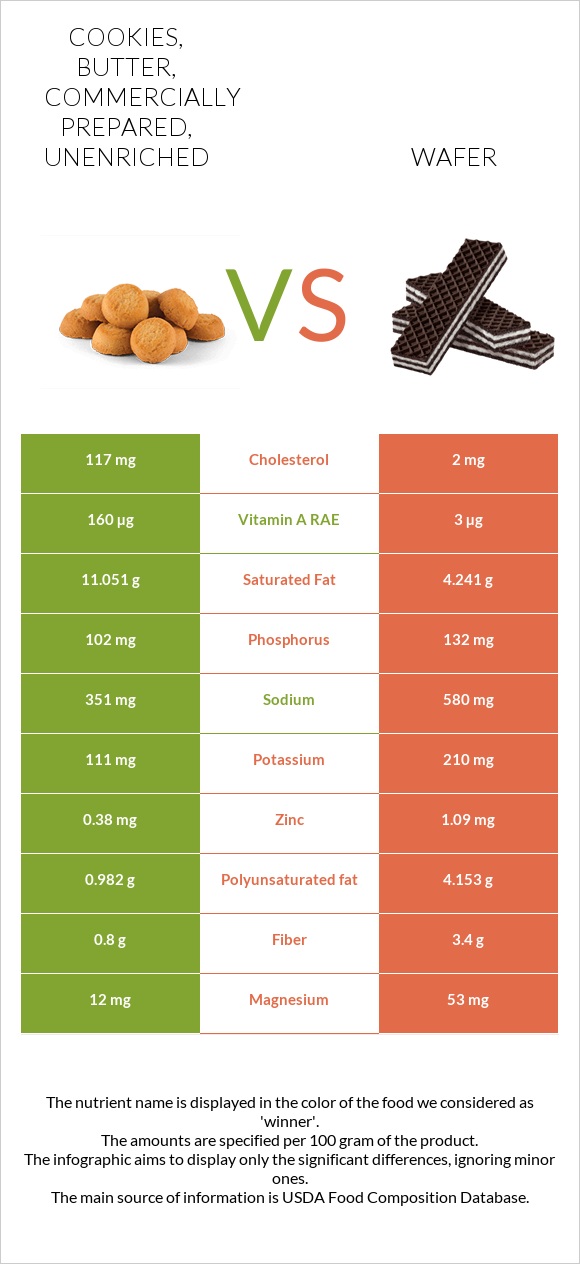 COOKIES,
BUTTER,
COMMERCIALLY
PREPARED,
UNENRICHED
WAFER
VS
117 mg Cholesterol 2 mg
160 µg Vitamin A RAE 3 µg
11.051 g Saturated Fat 4.241 g
102 mg Phosphorus 132 mg
351 mg Sodium 580 mg
111 mg Potassium 210 mg
0.38 mg Zinc 1.09 mg
0.982 g Polyunsaturated fat 4.153 g
0.8 g Fiber 3.4 g
12 mg Magnesium 53 mg
The nutrient name is displayed in the color of the food we considered as
'winner'.
The amounts are specified per 100 gram of the product.
The infographic aims to display only the significant differences, ignoring minor
ones.
The main source of information is USDA Food Composition Database.